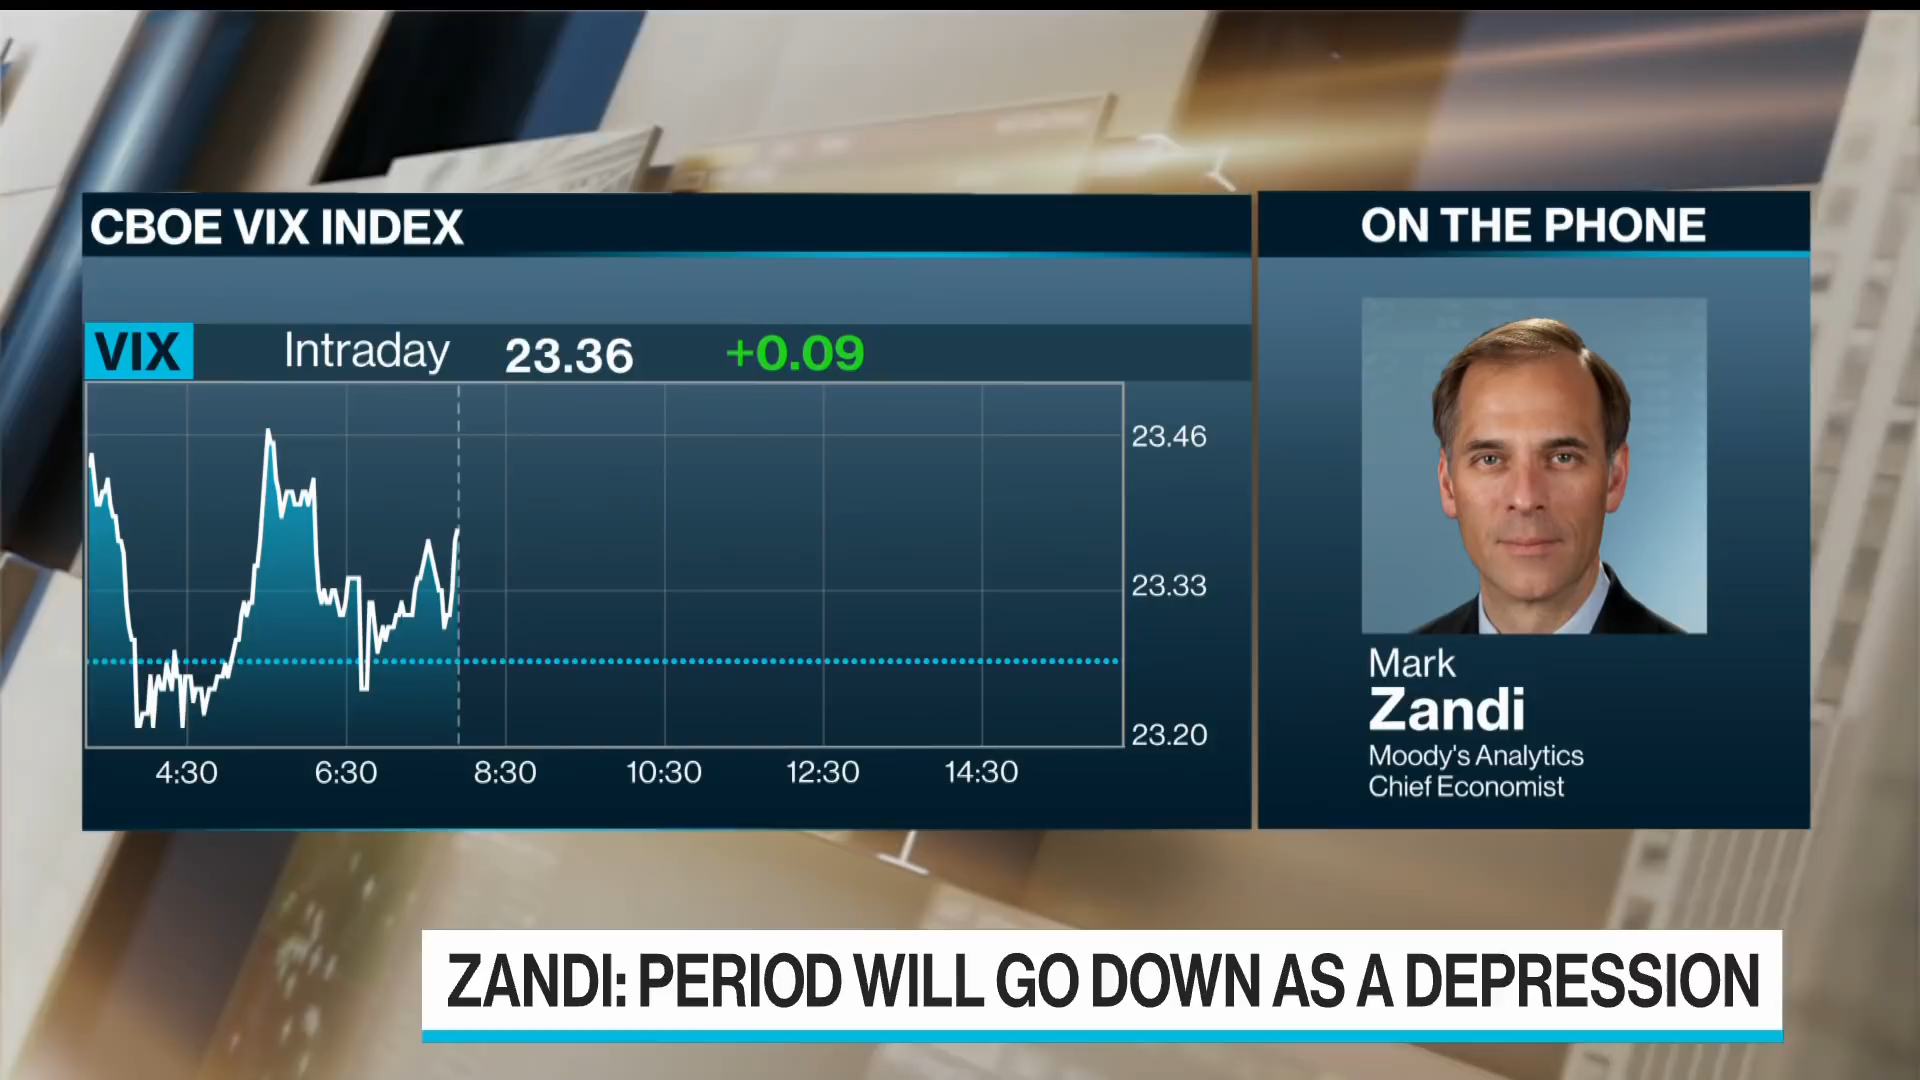 CBOE VIX INDEX
VIX Intraday 23.36 +0.09
23.46
23.33
23.20
4:30 6:30 8:30 10:30 12:30 14:30
ON THE PHONE
Mark
Zandi
Moody's Analytics
Chief Economist
ZANDI: PERIOD WILL GO DOWN AS A DEPRESSION